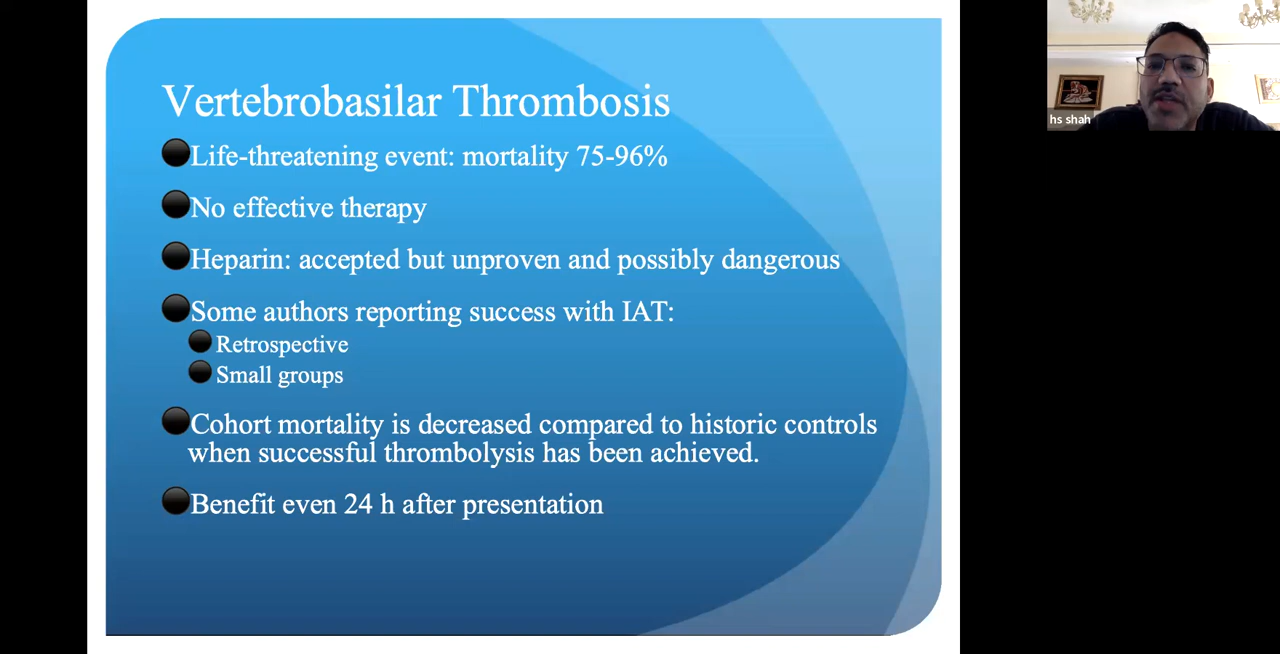 Vertebrobasilar Thrombosis
Life-threatening event: mortality 75-96%
No effective therapy
Heparin: accepted but unproven and possibly dangerous
Some authors reporting success with IAT:
Retrospective
Small groups
Cohort mortality is decreased compared to historic controls
when successful thrombolysis has been achieved.
Benefit even 24 h after presentation
hs shah